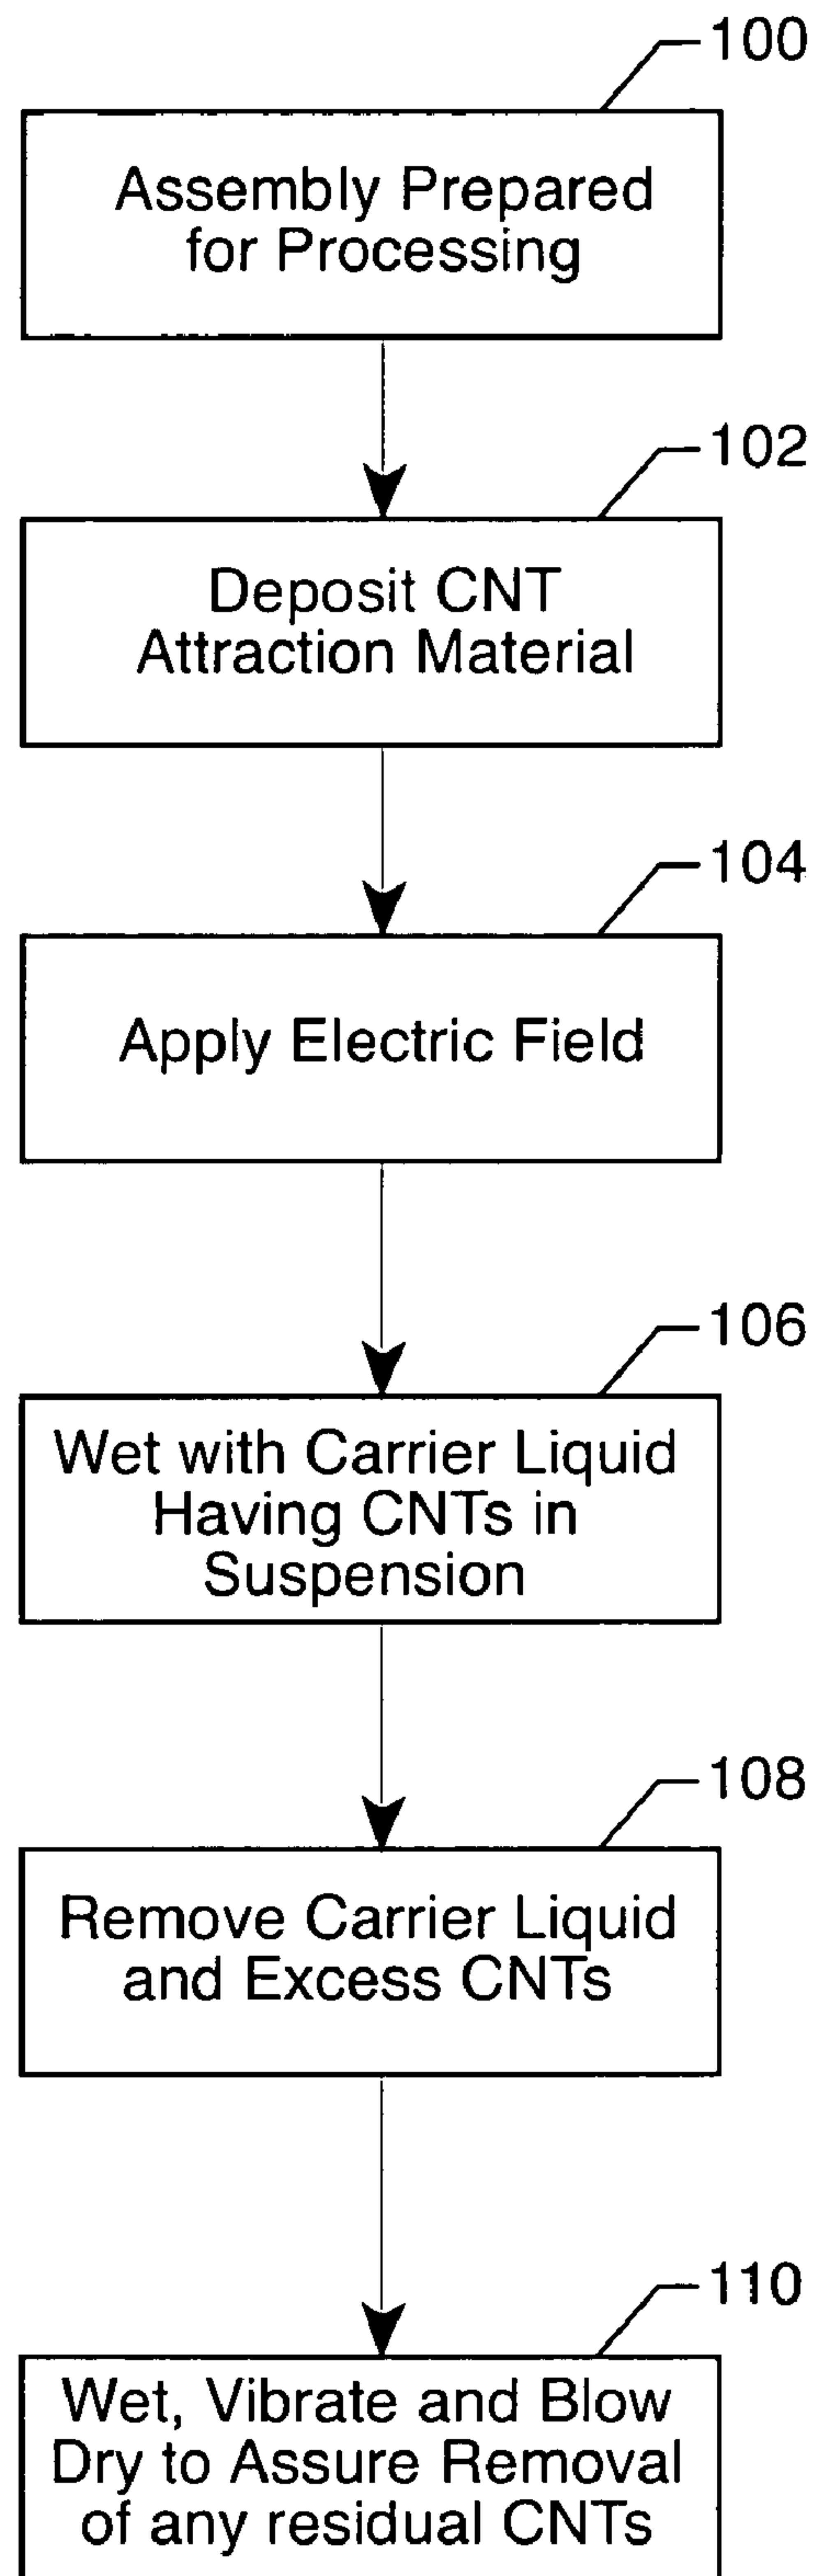 100
Assembly Prepared
for Processing
102
Deposit CNT
Attraction Material
104
Apply Electric Field
106
Wet with Carrier Liquid
Having CNTs in
Suspension
108
Remove Carrier Liquid
and Excess CNTs
110
Wet, Vibrate and Blow
Dry to Assure Removal
of any residual CNTs